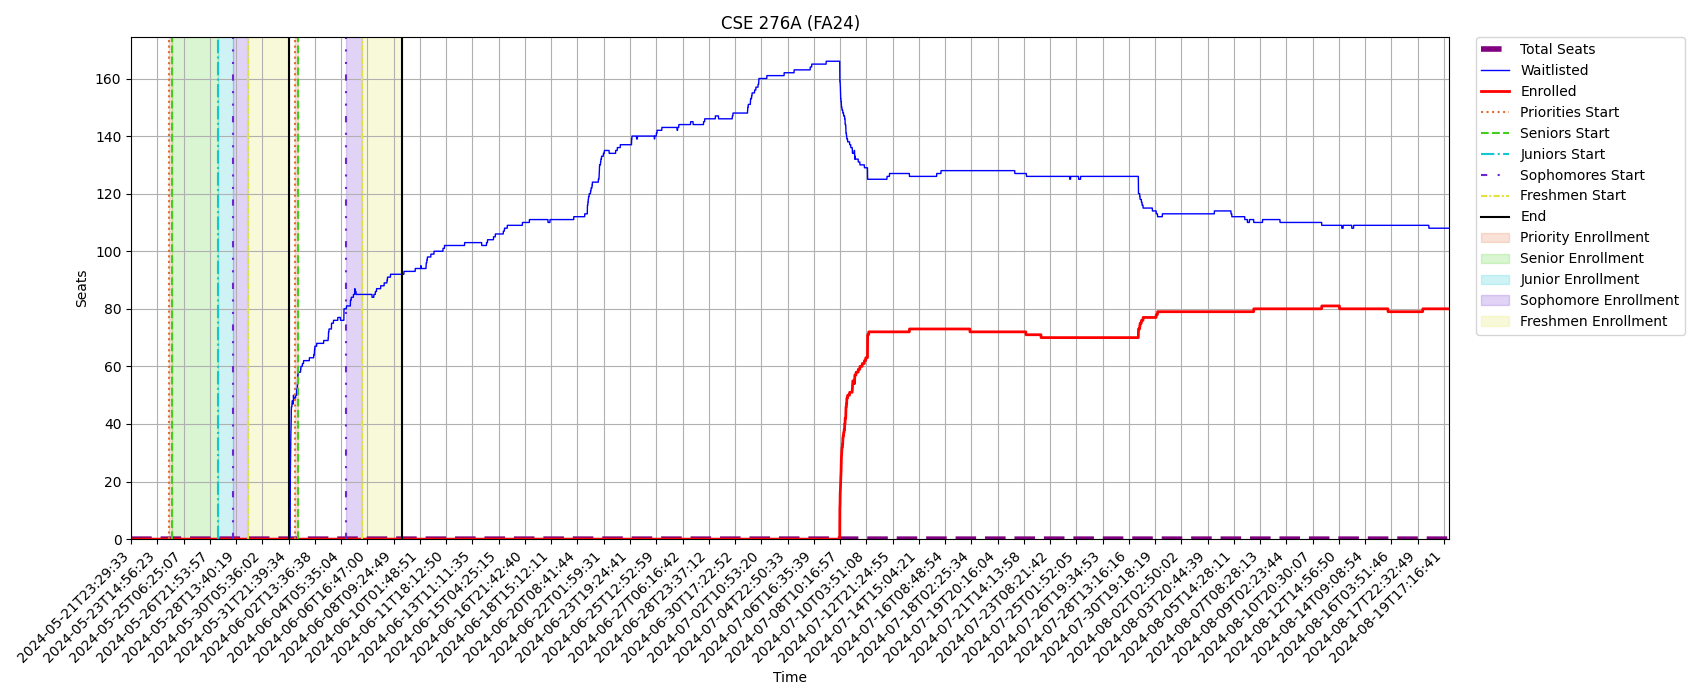 CSE 276A (FA24)
Seats
160
140
120
100
80
60
40
20
0
2024-05-21T23:29:33
2024-05-23T14:56:23
2024-05-25T06:25:07
2024-05-26T21:53:57
2024-05-28T13:40:19
2024-05-30T05:36:02
2024-05-31T21:39:34
2024-06-02T13:36:38
2024-06-04T05:35:04
2024-06-06T16:47:00
2024-06-08T09:24:49
2024-06-10T01:48:51
2024-06-11T18:12:50
2024-06-13T11:11:35
2024-06-15T04:25:15
2024-06-16T21:42:40
2024-06-18T15:12:11
2024-06-20T08:41:44
2024-06-22T01:59:31
2024-06-23T19:24:41
2024-06-25T12:52:59
2024-06-27T06:16:42
2024-06-28T23:37:12
2024-06-30T17:22:52
2024-07-02T10:53:20
2024-07-04T22:50:33
2024-07-06T16:35:39
2024-07-08T10:16:57
2024-07-10T03:51:08
2024-07-12T11:24:55
2024-07-14T15:04:21
2024-07-16T08:48:54
2024-07-18T02:25:34
2024-07-19T20:16:04
2024-07-21T14:13:58
2024-07-23T08:21:42
2024-07-25T01:52:05
2024-07-26T19:34:53
2024-07-28T13:16:16
2024-07-30T19:18:19
2024-08-02T02:50:02
2024-08-03T20:44:39
2024-08-05T14:28:11
2024-08-07T08:28:13
2024-08-09T02:23:44
2024-08-10T20:30:07
2024-08-12T14:56:50
2024-08-14T09:08:54
2024-08-16T03:51:46
2024-08-17T22:32:49
2024-08-19T17:16:41
Time
Total Seats
Waitlisted
Enrolled
Priorities Start
Seniors Start
Juniors Start
Sophomores Start
Freshmen Start
End
Priority Enrollment
Senior Enrollment
Junior Enrollment
Sophomore Enrollment
Freshmen Enrollment